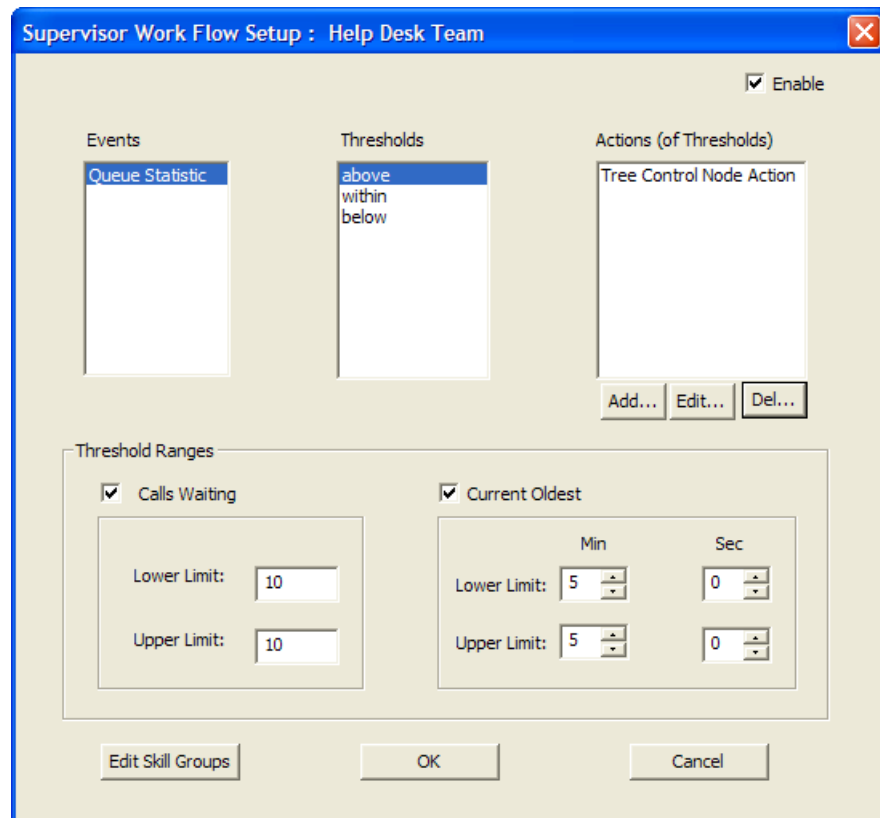 Supervisor Work Flow Setup :  Help Desk Team
Enable
Events
Thresholds
Actions (of Thresholds)
Queue Statistic
above
within
below
Tree Control Node Action
Add...
Edit...
Del...
Threshold Ranges
Calls Waiting
Current Oldest
Min
Sec
Lower Limit:
10
Lower Limit:
5
0
Upper Limit:
10
Upper Limit:
5
0
Edit Skill Groups
OK
Cancel